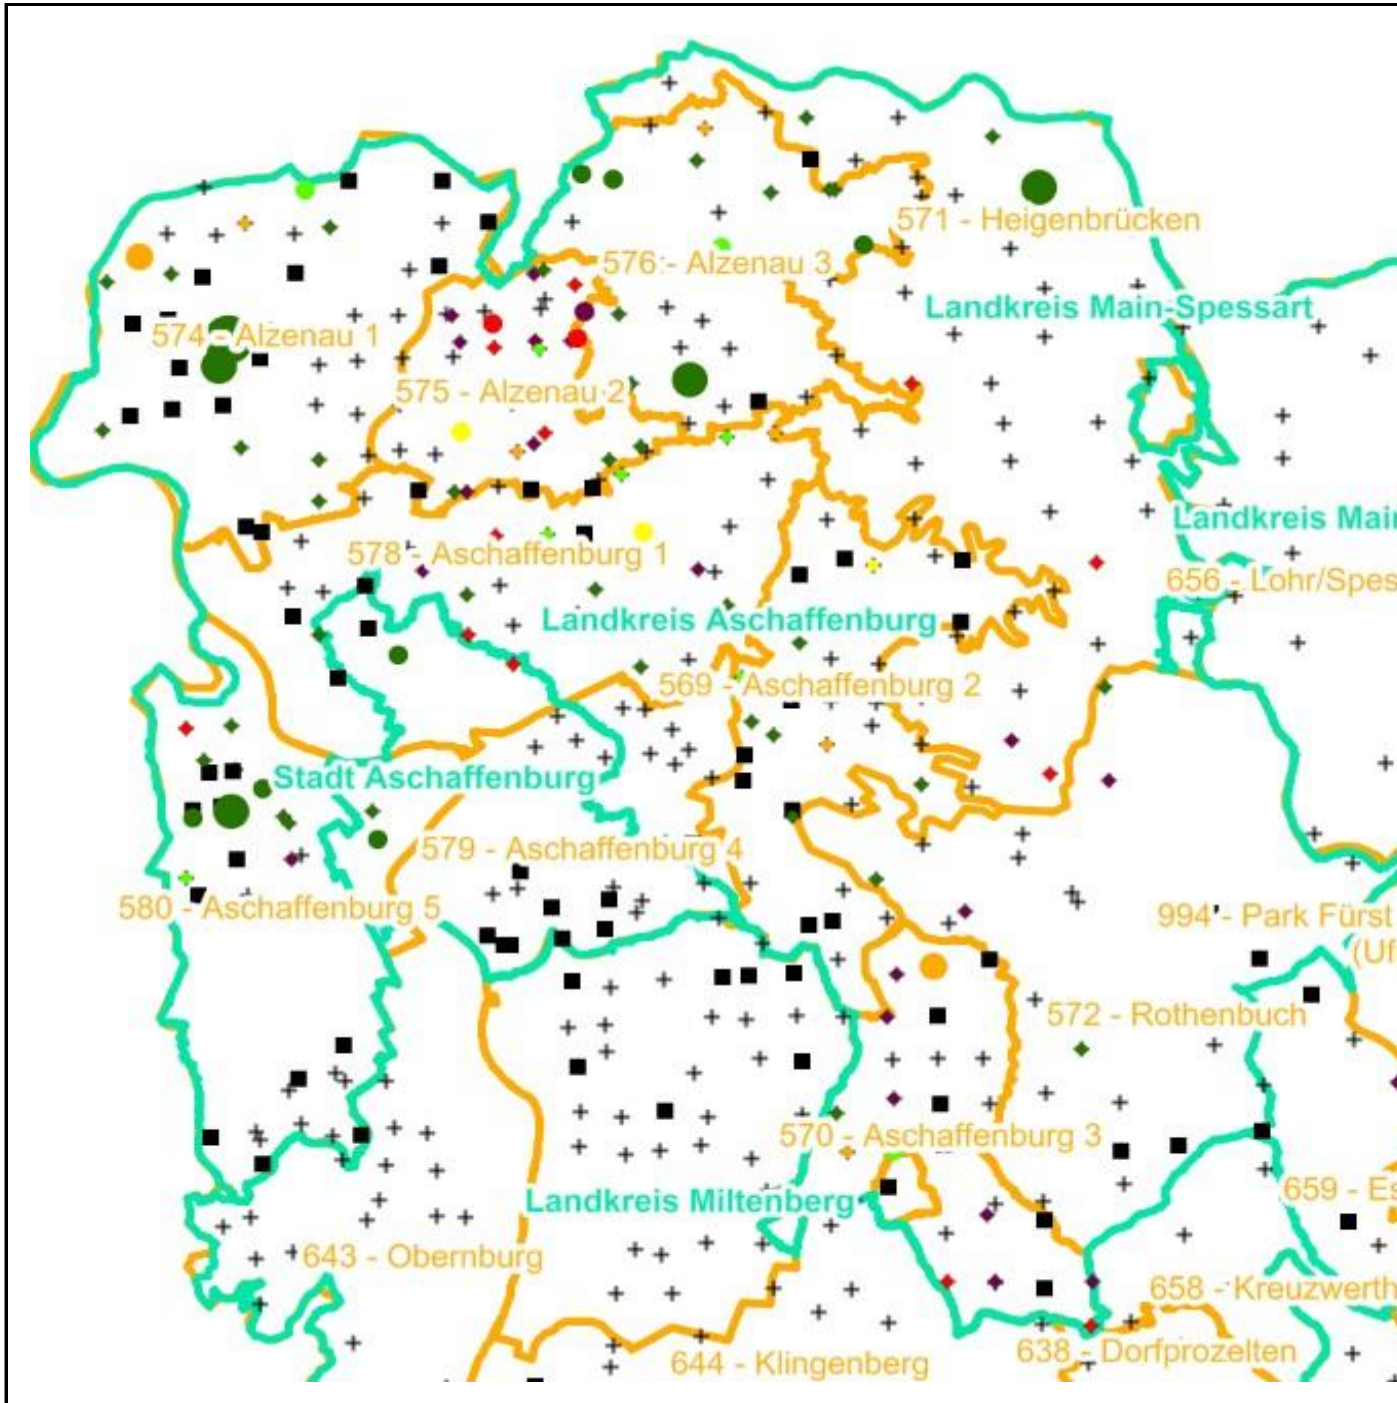 571 - Heigenbrücken
576 - Alzenau 3
Landkreis Main-Spessart
574 - Alzenau 1
575 - Alzenau 2
Landkreis Mai
578 - Aschaffenburg 1
656 - Lohr/Spes
Landkreis Aschaffenburg
569 - Aschaffenburg 2
Stadt Aschaffenburg
579 - Aschaffenburg 4
580 - Aschaffenburg 5
994 - Park Fürst
(Uf
572 - Rothenbuch
570 - Aschaffenburg 3
659 - Es
Landkreis Miltenberg
643 - Obernburg
658 - Kreuzwerth
638 - Dorfprozelten
644 - Klingenberg